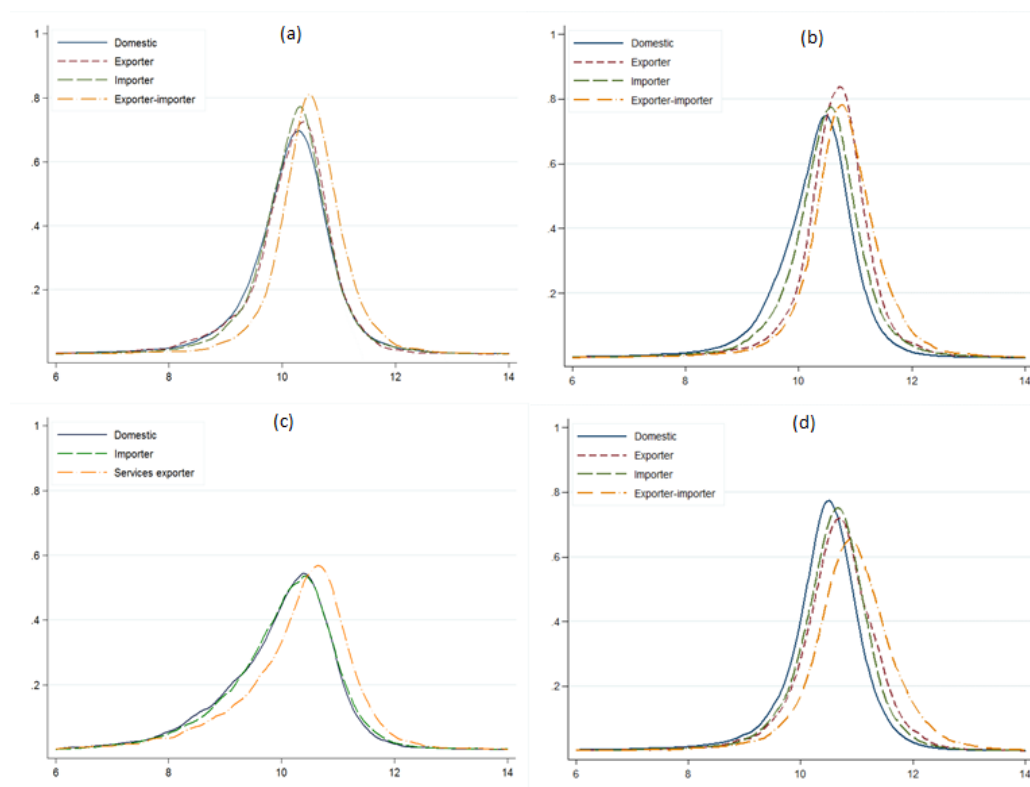 (a)
1
.8
.6
.4
.2
6 8 10 12 14
Domestic
Exporter
Importer
Exporter-importer
(b)
1
.8
.6
.4
.2
6 8 10 12 14
Domestic
Exporter
Importer
Exporter-importer
(c)
1
.8
.6
.4
.2
6 8 10 12 14
Domestic
Importer
Services exporter
(d)
1
.8
.6
.4
.2
6 8 10 12 14
Domestic
Exporter
Importer
Exporter-importer